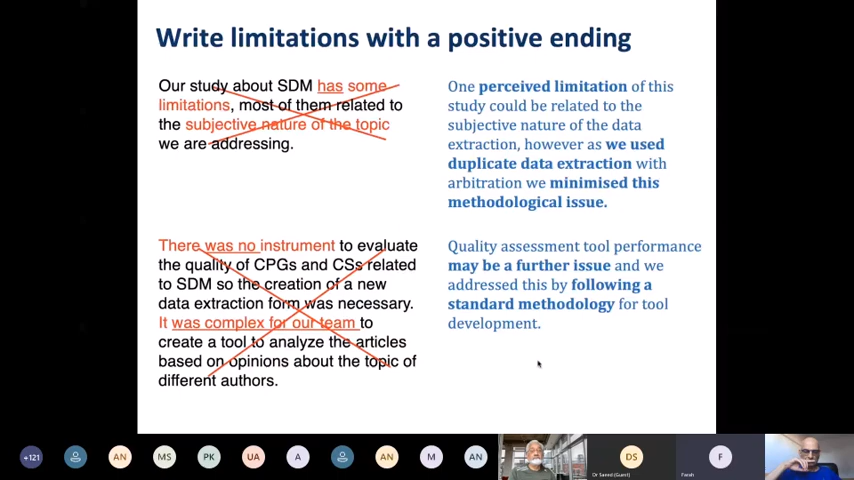 Write limitations with a positive ending
Our study about SDM has some
limitations, most of them related to
the subjective nature of the topic
we are addressing.
One perceived limitation of this
study could be related to the
subjective nature of the data
extraction, however as we used
duplicate data extraction with
arbitration we minimised this
methodological issue.
There was no instrument to evaluate
the quality of CPGs and CSs related
to SDM so the creation of a new
data extraction form was necessary.
It was complex for our team to
create a tool to analyze the articles
based on opinions about the topic of
different authors.
Quality assessment tool performance
may be a further issue and we
addressed this by following a
standard methodology for tool
development.
+121
AN
MS
PK
UA
A
AN
M
AN
DS
Dr Saeed (Guest)
F
Farah